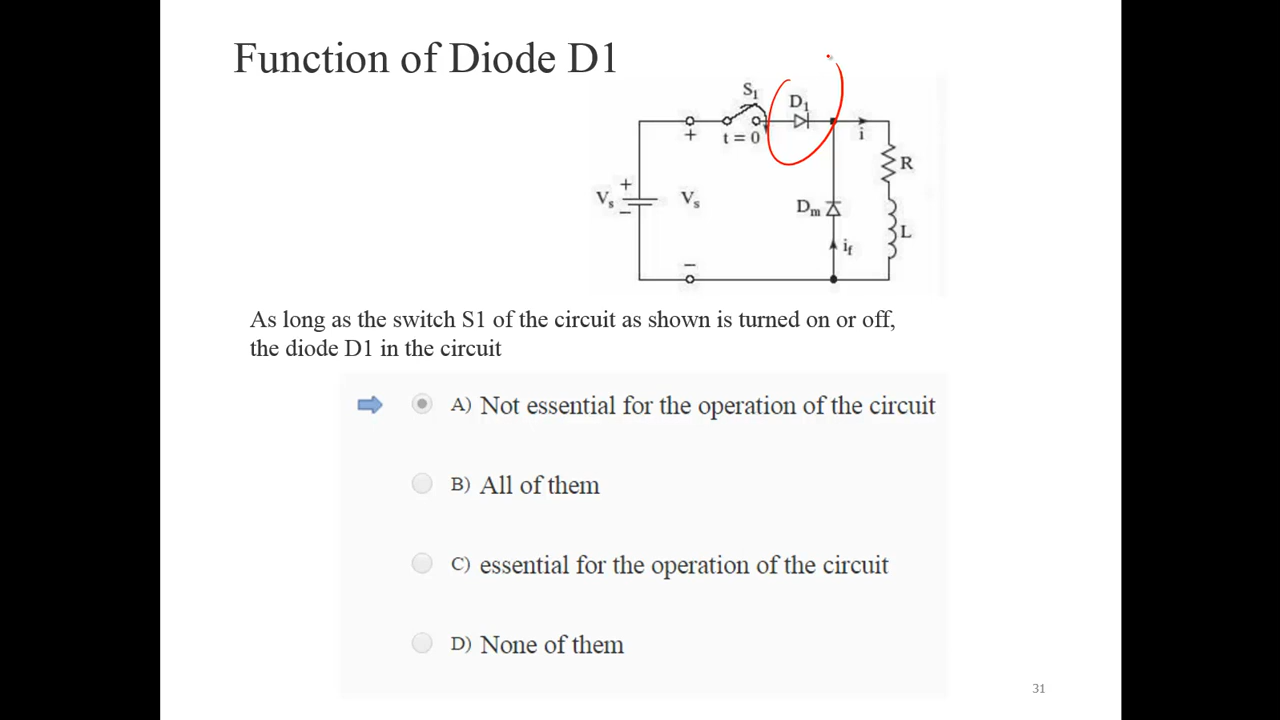 Function of Diode D1
S1
D1
+
t = 0
i
R
+
Vs
Vs
−
Dm
L
if
−
As long as the switch S1 of the circuit as shown is turned on or off,
the diode D1 in the circuit
A) Not essential for the operation of the circuit
B) All of them
C) essential for the operation of the circuit
D) None of them
31